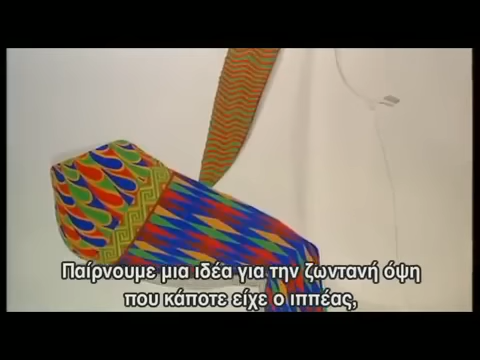 Παίρνουμε μια ιδέα για την ζωντανή όψη
που κάποτε είχε ο ιππέας,